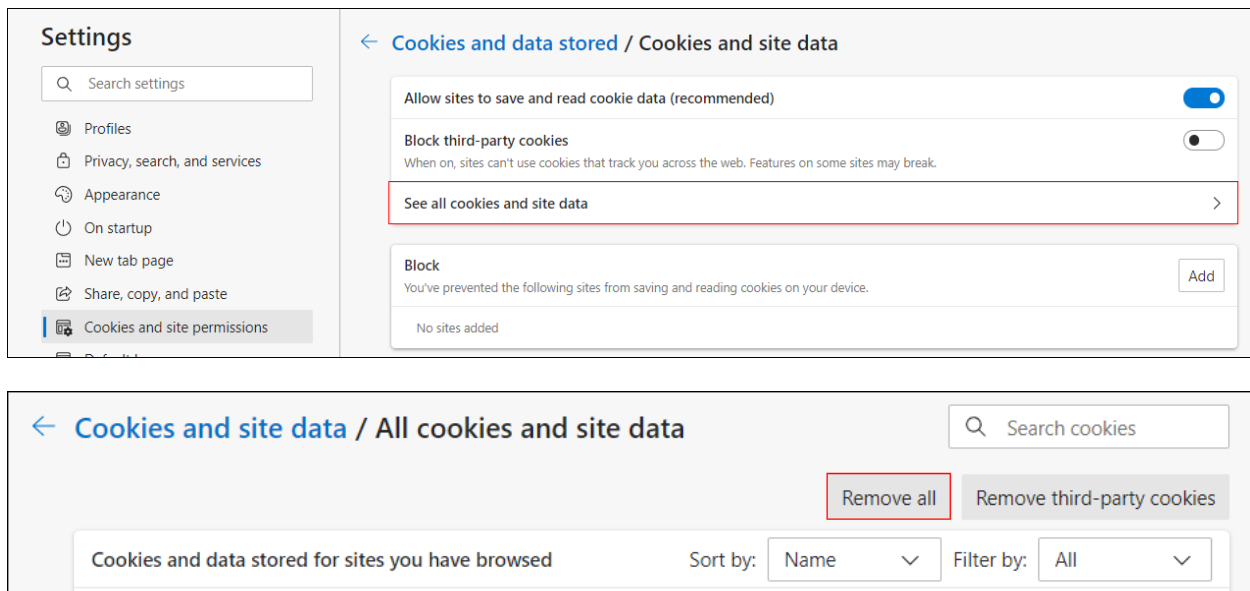 Settings
Search settings
Profiles
Privacy, search, and services
Appearance
On startup
New tab page
Share, copy, and paste
Cookies and site permissions
Cookies and data stored / Cookies and site data
Allow sites to save and read cookie data (recommended)
Block third-party cookies
When on, sites can't use cookies that track you across the web. Features on some sites may break.
See all cookies and site data
Block
You've prevented the following sites from saving and reading cookies on your device.
Add
No sites added
Cookies and site data / All cookies and site data
Search cookies
Remove all Remove third-party cookies
Cookies and data stored for sites you have browsed Sort by: Name Filter by: All